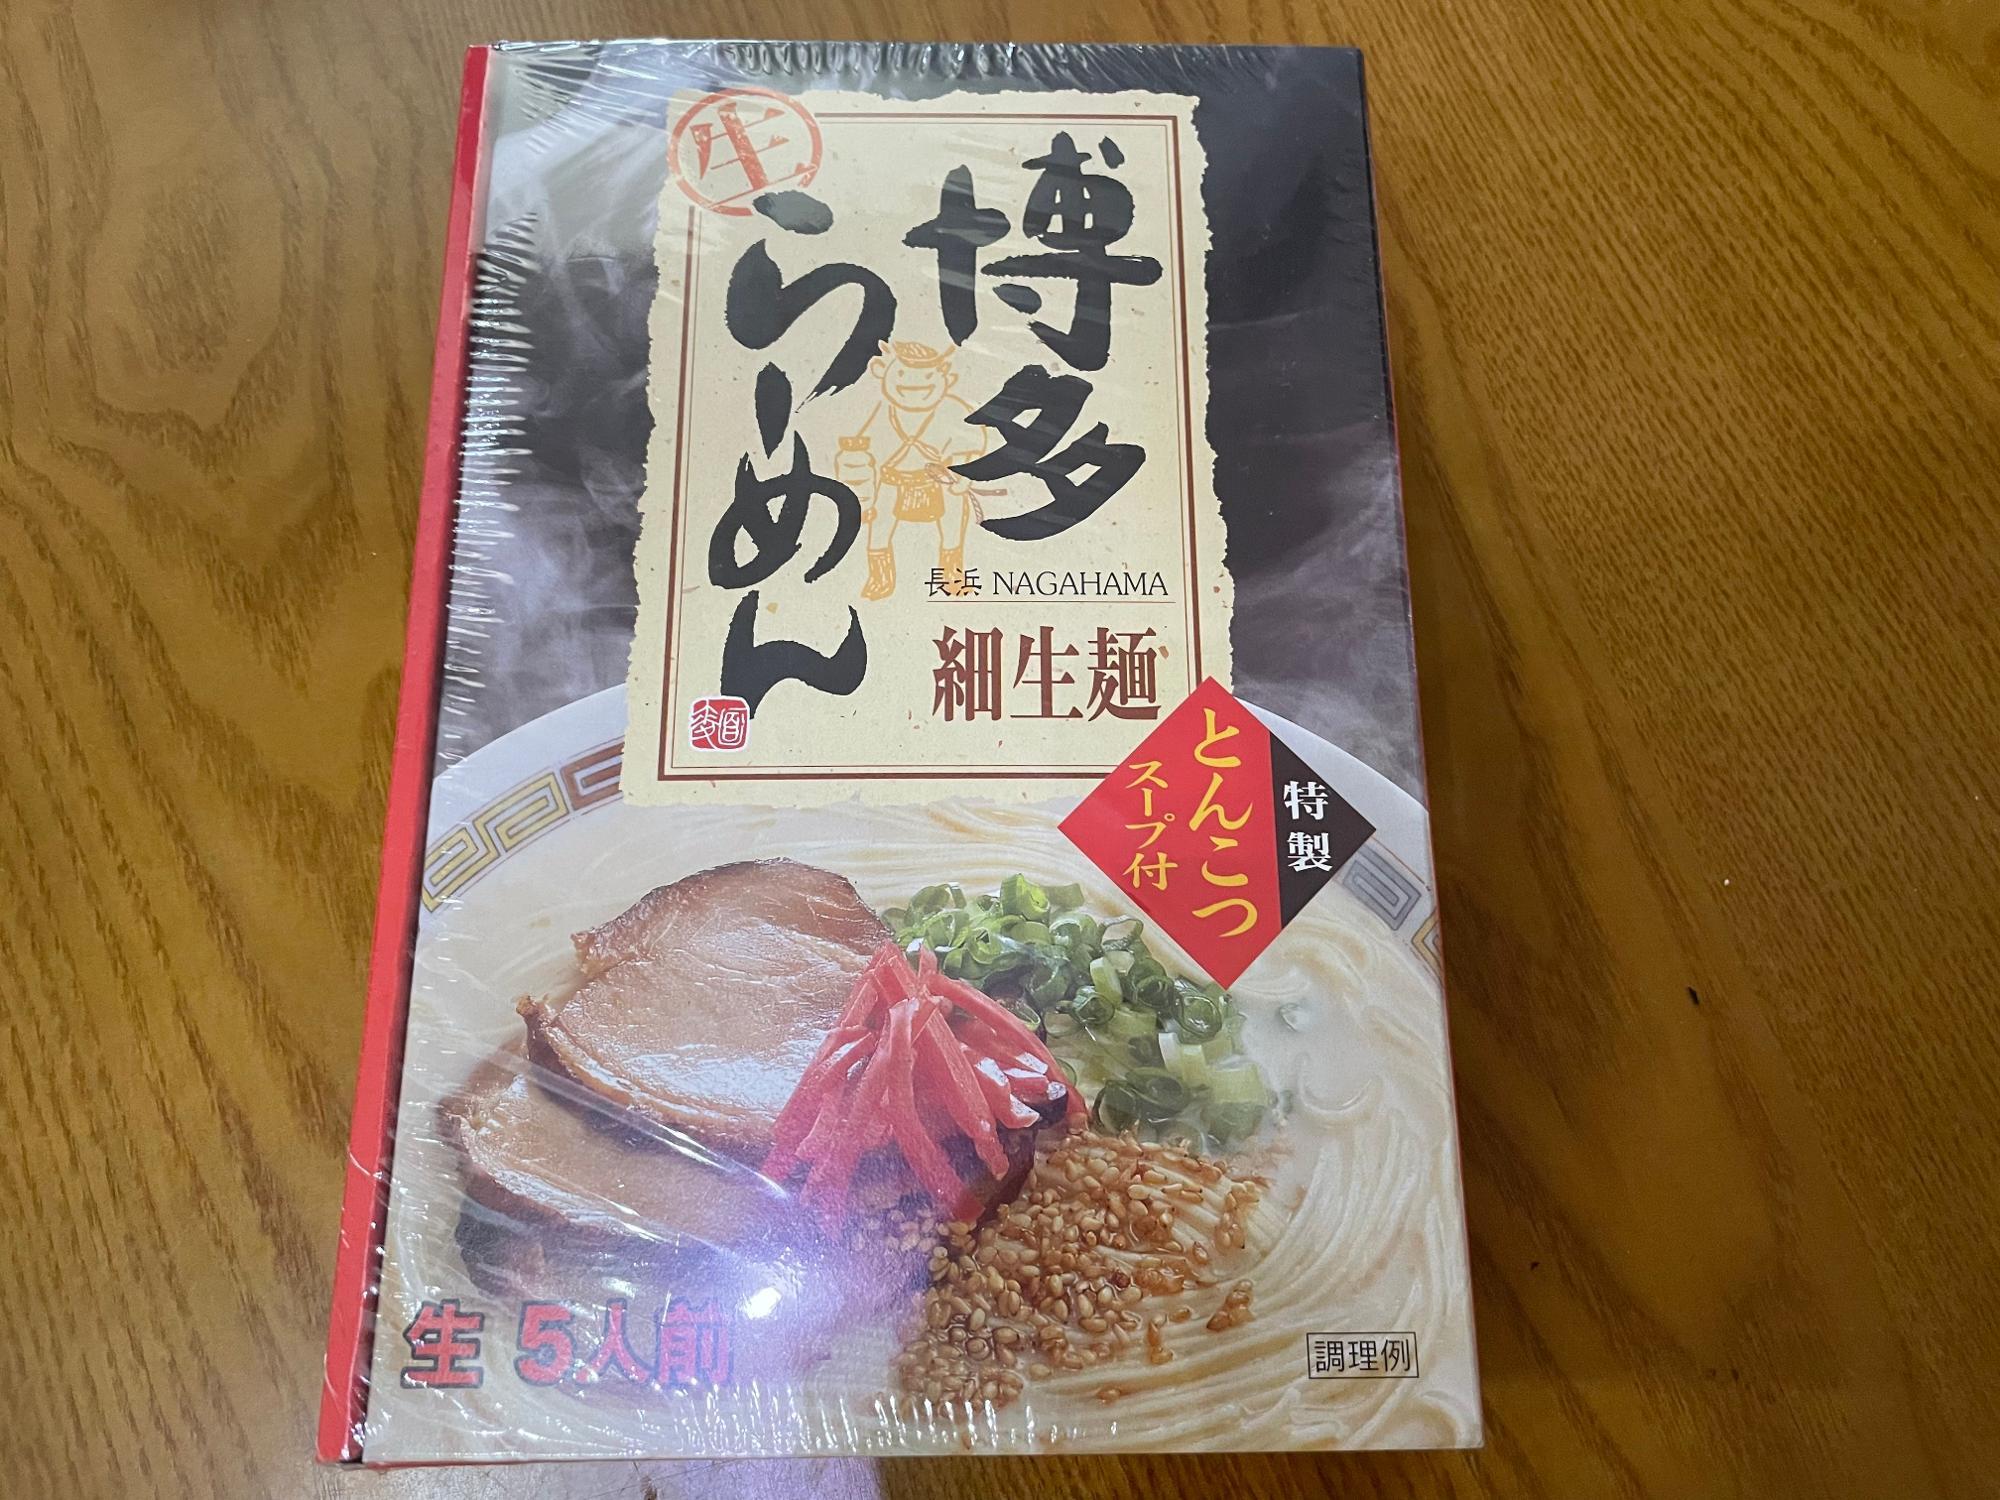 博多
生
らーめん
長浜 NAGAHAMA
細生麺
特製
とんこつ
スープ付
生 5人前
調理例